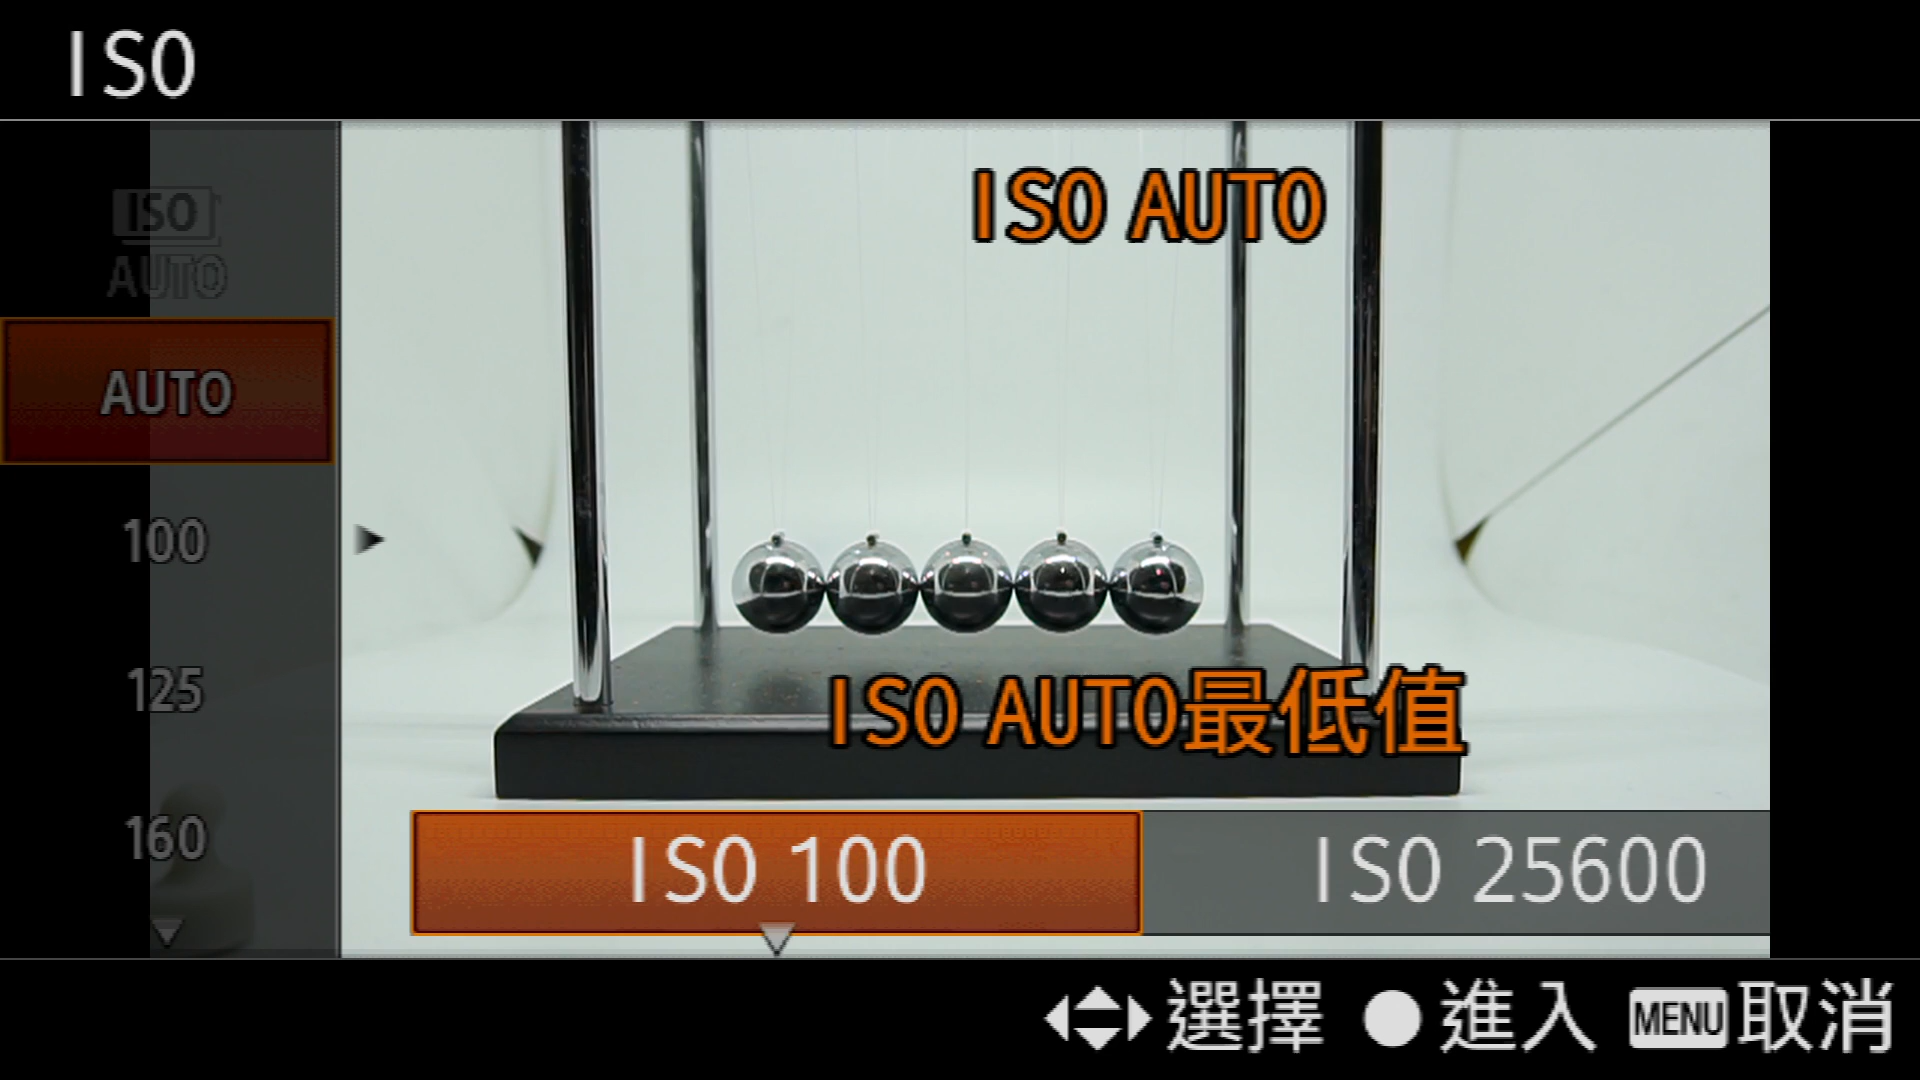 ISO
ISO
AUTO
AUTO
100
125
160
ISO AUTO
ISO AUTO最低值
ISO 100
ISO 25600
選擇 進入 MENU 取消